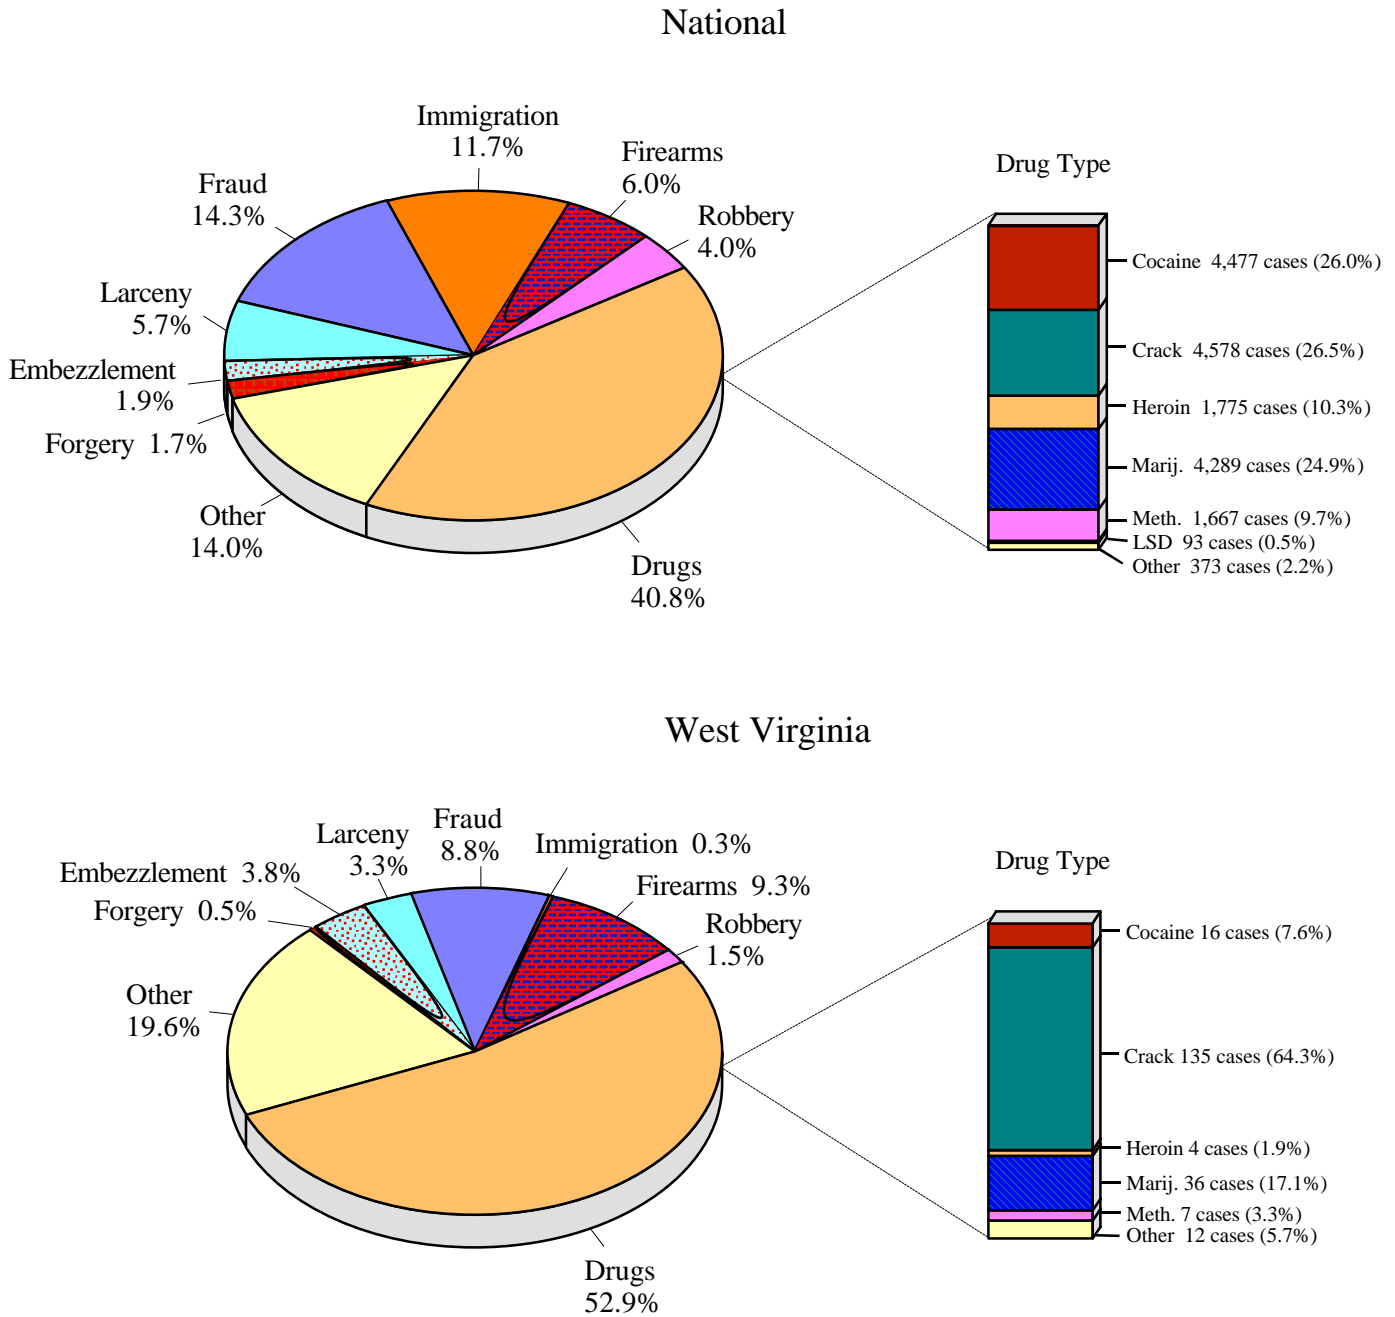 National
Immigration
11.7%
Firearms
6.0%
Robbery
4.0%
Fraud
14.3%
Larceny
5.7%
Embezzlement
1.9%
Forgery 1.7%
Other
14.0%
Drugs
40.8%
Drug Type
Cocaine 4,477 cases (26.0%)
Crack 4,578 cases (26.5%)
Heroin 1,775 cases (10.3%)
Marij. 4,289 cases (24.9%)
Meth. 1,667 cases (9.7%)
LSD 93 cases (0.5%)
Other 373 cases (2.2%)
West Virginia
Fraud
8.8%
Larceny
3.3%
Immigration 0.3%
Embezzlement 3.8%
Firearms 9.3%
Forgery 0.5%
Robbery
1.5%
Other
19.6%
Drugs
52.9%
Drug Type
Cocaine 16 cases (7.6%)
Crack 135 cases (64.3%)
Heroin 4 cases (1.9%)
Marij. 36 cases (17.1%)
Meth. 7 cases (3.3%)
Other 12 cases (5.7%)